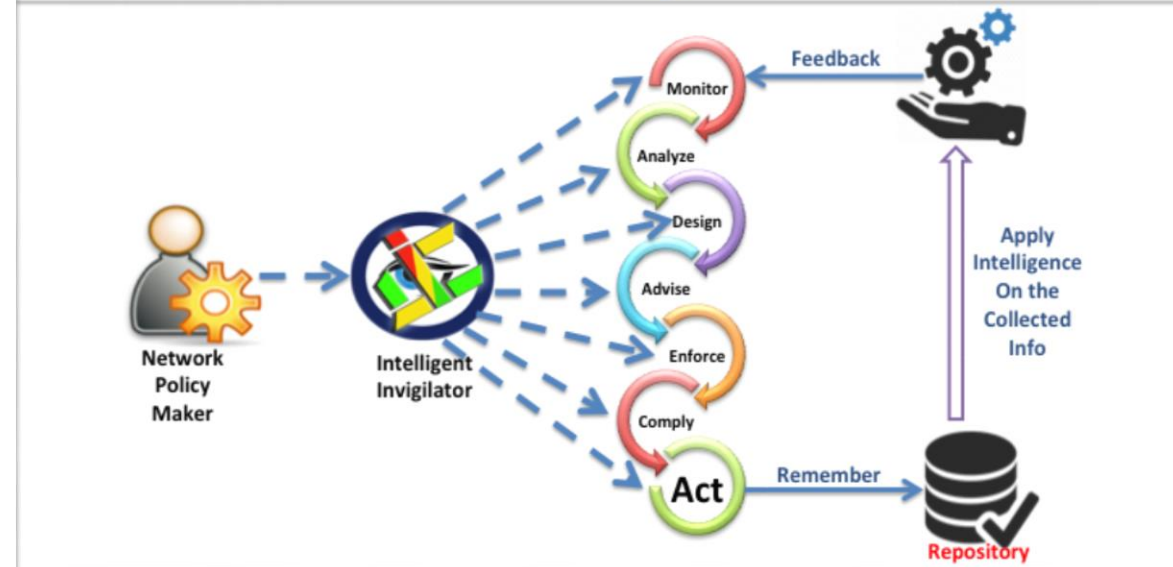 Feedback
Monitor
Analyze
Design
Advise
Enforce
Comply
Act
Network
Policy
Maker
Intelligent
Invigilator
Apply
Intelligence
On the
Collected
Info
Remember
Repository